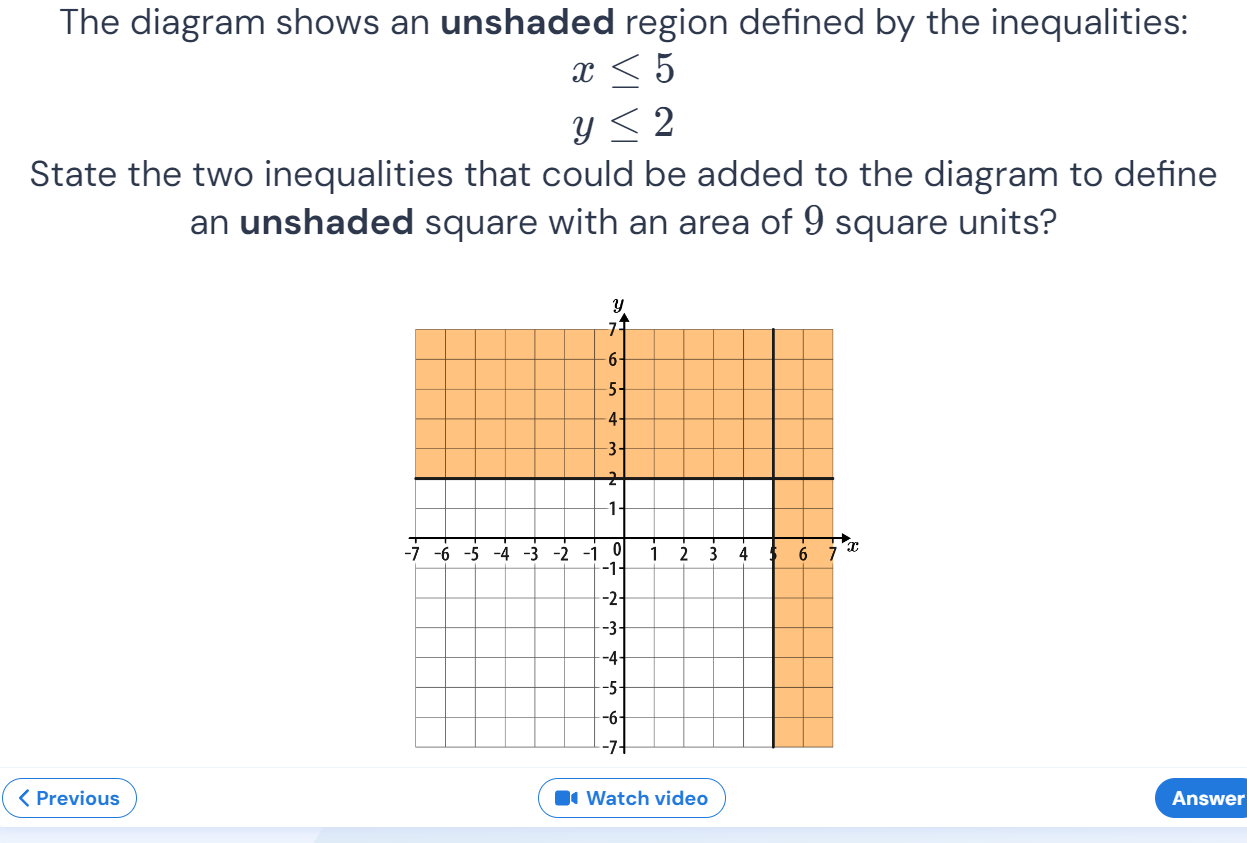 The diagram shows an unshaded region defined by the inequalities:
x ≤ 5
y ≤ 2
State the two inequalities that could be added to the diagram to define
an unshaded square with an area of 9 square units?
y
7
6
5
4
3
2
1
-7 -6 -5 -4 -3 -2 -1 0 1 2 3 4 5 6 7 x
-1
-2
-3
-4
-5
-6
-7
Previous
Watch video
Answer